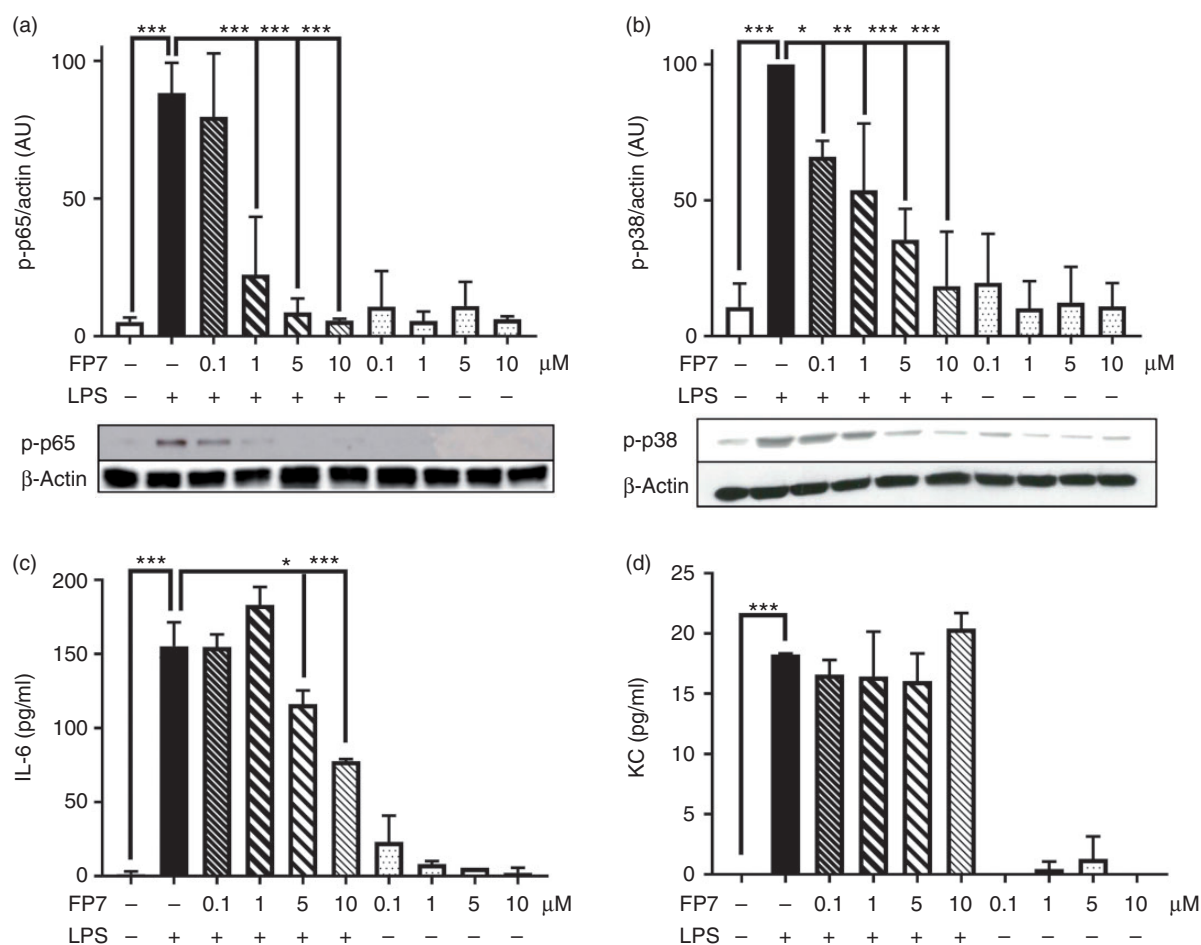 (a)
*** *** *** ***
100
50
0
p-p65/actin (AU)
FP7 – – 0.1 1 5 10 0.1 1 5 10 μM
LPS – + + + + + – – – –
p-p65
β-Actin
(b)
*** * ** *** ***
100
50
0
p-p38/actin (AU)
FP7 – – 0.1 1 5 10 0.1 1 5 10 μM
LPS – + + + + + – – – –
p-p38
β-Actin
(c)
*** * ***
200
150
100
50
0
IL-6 (pg/ml)
FP7 – – 0.1 1 5 10 0.1 1 5 10 μM
LPS – + + + + + – – – –
(d)
***
25
20
15
10
5
0
KC (pg/ml)
FP7 – – 0.1 1 5 10 0.1 1 5 10 μM
LPS – + + + + + – – – –